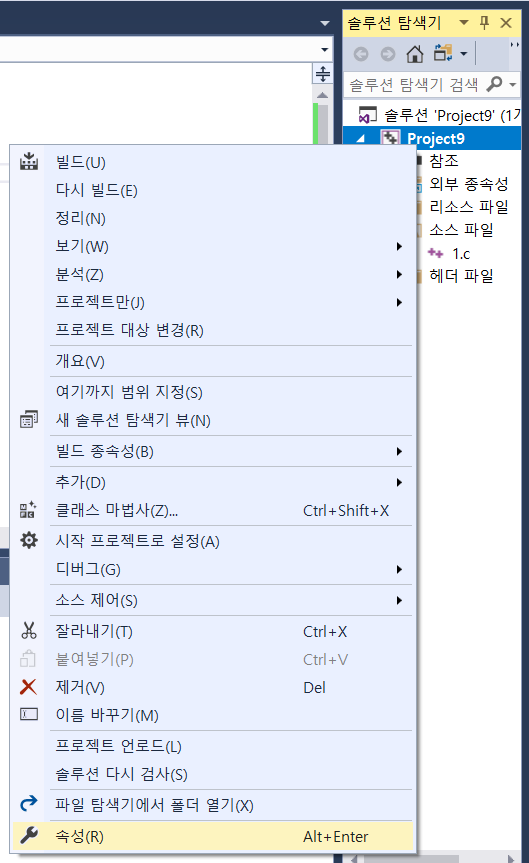 솔루션 탐색기
솔루션 탐색기 검색
솔루션 'Project9' (1
Project9
참조
외부 종속성
리소스 파일
소스 파일
1.c
헤더 파일
빌드(U)
다시 빌드(E)
정리(N)
보기(W)
분석(Z)
프로젝트만(J)
프로젝트 대상 변경(R)
개요(V)
여기까지 범위 지정(S)
새 솔루션 탐색기 뷰(N)
빌드 종속성(B)
추가(D)
클래스 마법사(Z)... Ctrl+Shift+X
시작 프로젝트로 설정(A)
디버그(G)
소스 제어(S)
잘라내기(T) Ctrl+X
붙여넣기(P) Ctrl+V
제거(V) Del
이름 바꾸기(M)
프로젝트 언로드(L)
솔루션 다시 검사(S)
파일 탐색기에서 폴더 열기(X)
속성(R) Alt+Enter